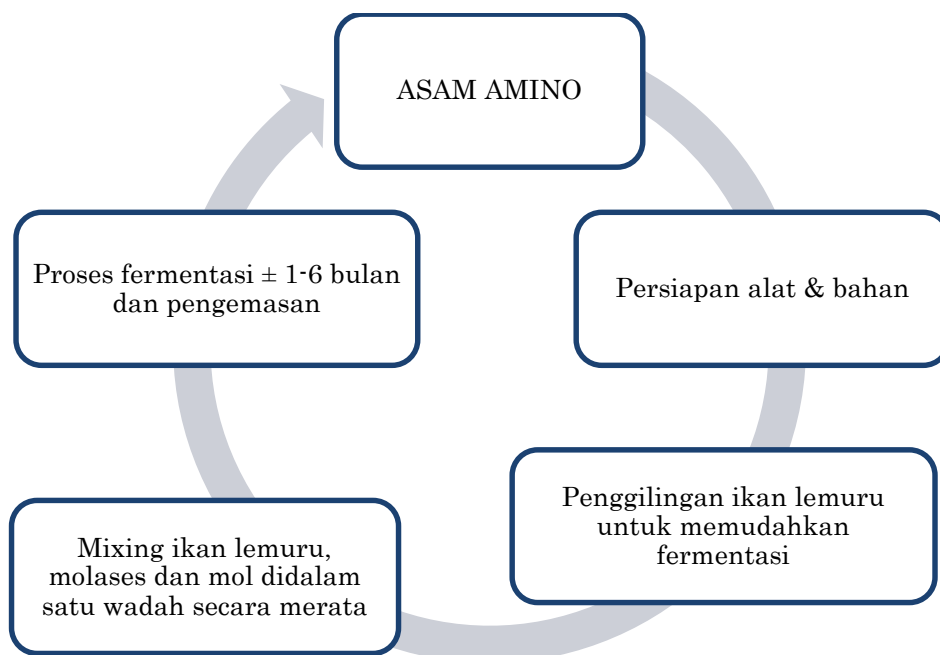 ASAM AMINO
Persiapan alat & bahan
Penggilingan ikan lemuru
untuk memudahkan
fermentasi
Mixing ikan lemuru,
molases dan mol didalam
satu wadah secara merata
Proses fermentasi ± 1-6 bulan
dan pengemasan